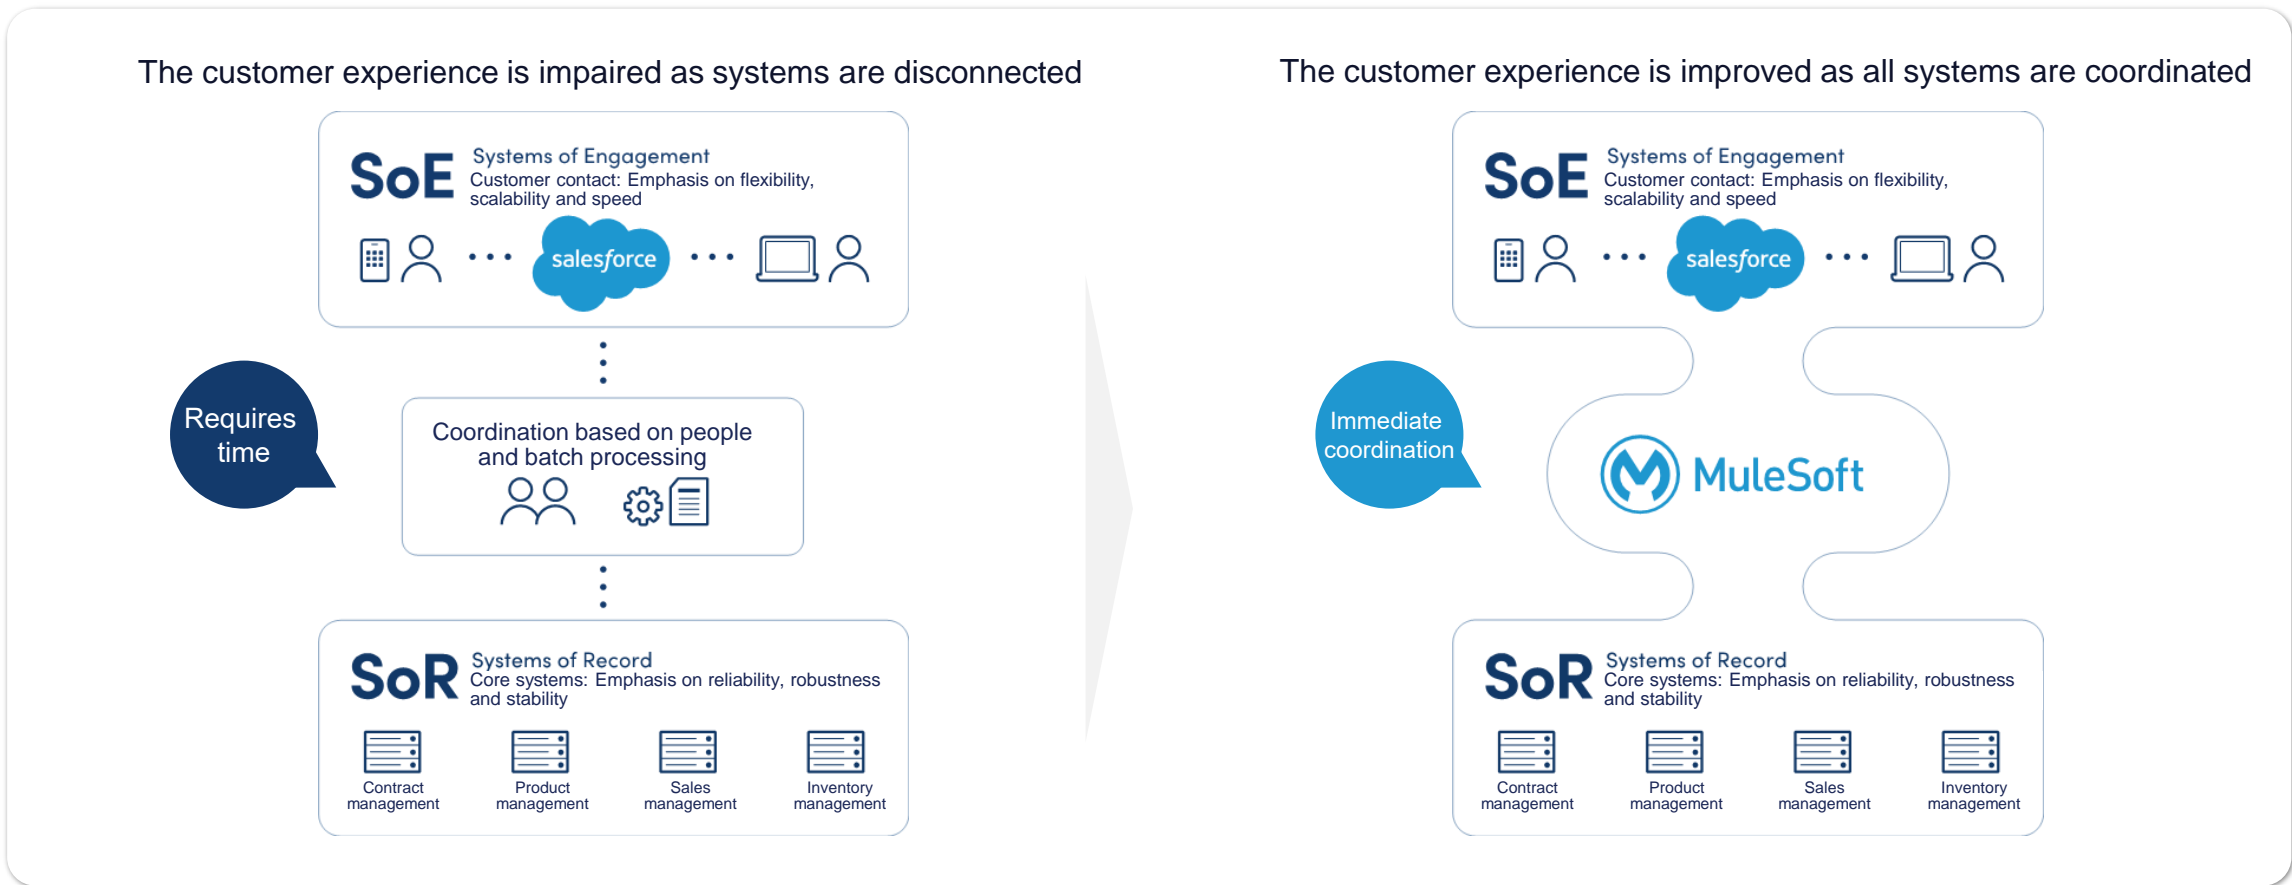 The customer experience is impaired as systems are disconnected
SoE
Systems of Engagement
Customer contact: Emphasis on flexibility,
scalability and speed
salesforce
Requires
time
Coordination based on people
and batch processing
SoR
Systems of Record
Core systems: Emphasis on reliability, robustness
and stability
Contract
management
Product
management
Sales
management
Inventory
management
The customer experience is improved as all systems are coordinated
SoE
Systems of Engagement
Customer contact: Emphasis on flexibility,
scalability and speed
salesforce
Immediate
coordination
MuleSoft
SoR
Systems of Record
Core systems: Emphasis on reliability, robustness
and stability
Contract
management
Product
management
Sales
management
Inventory
management